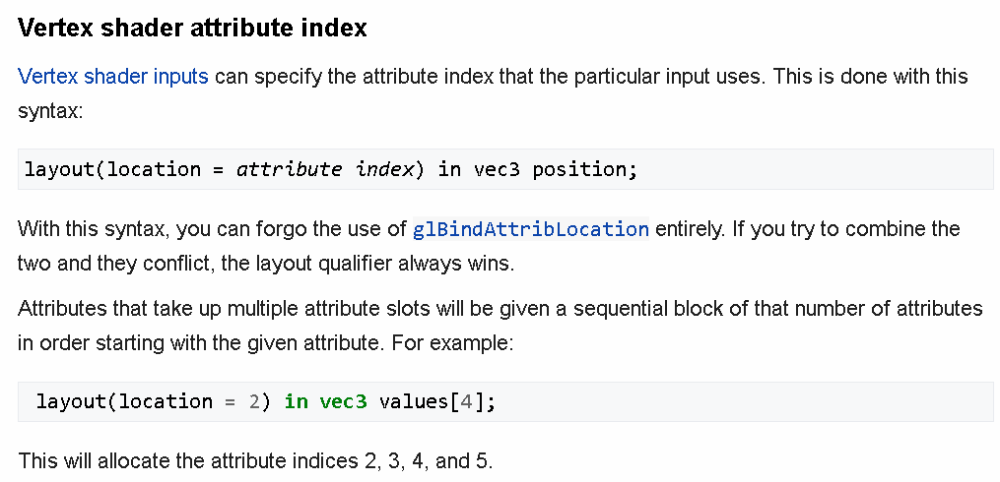 Vertex shader attribute index
Vertex shader inputs can specify the attribute index that the particular input uses. This is done with this
syntax:
layout(location = attribute index) in vec3 position;
With this syntax, you can forgo the use of glBindAttribLocation entirely. If you try to combine the
two and they conflict, the layout qualifier always wins.
Attributes that take up multiple attribute slots will be given a sequential block of that number of attributes
in order starting with the given attribute. For example:
layout(location = 2) in vec3 values[4];
This will allocate the attribute indices 2, 3, 4, and 5.